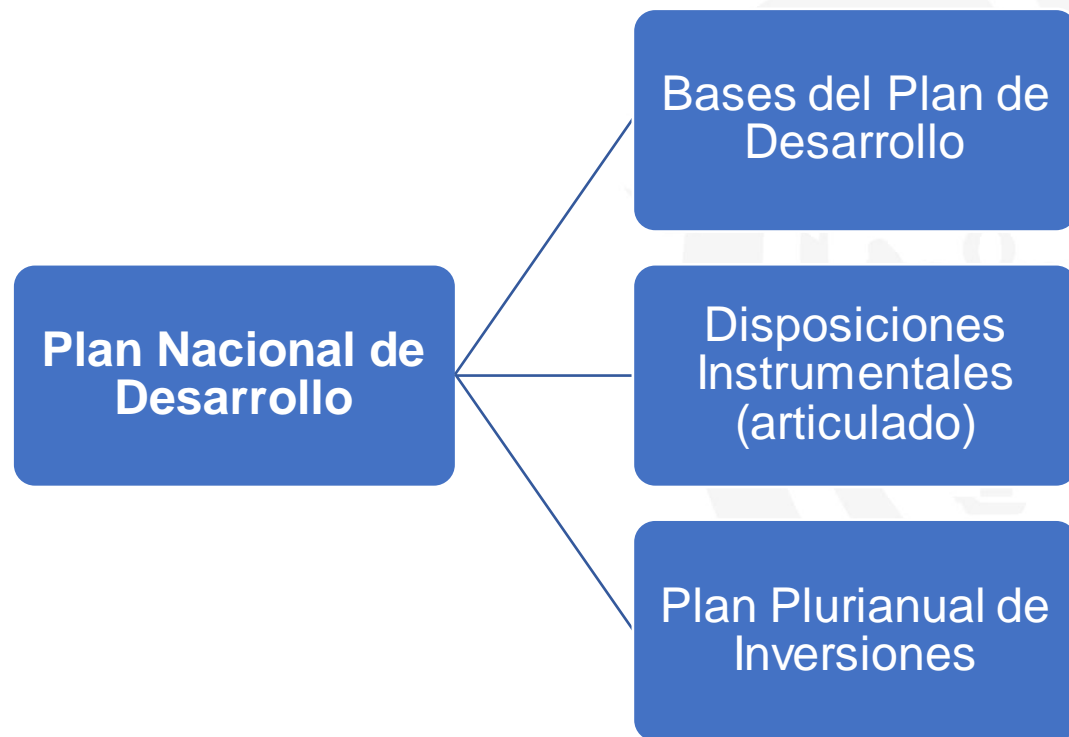 Bases del Plan de
Desarrollo
Plan Nacional de
Desarrollo
Disposiciones
Instrumentales
(articulado)
Plan Plurianual de
Inversiones